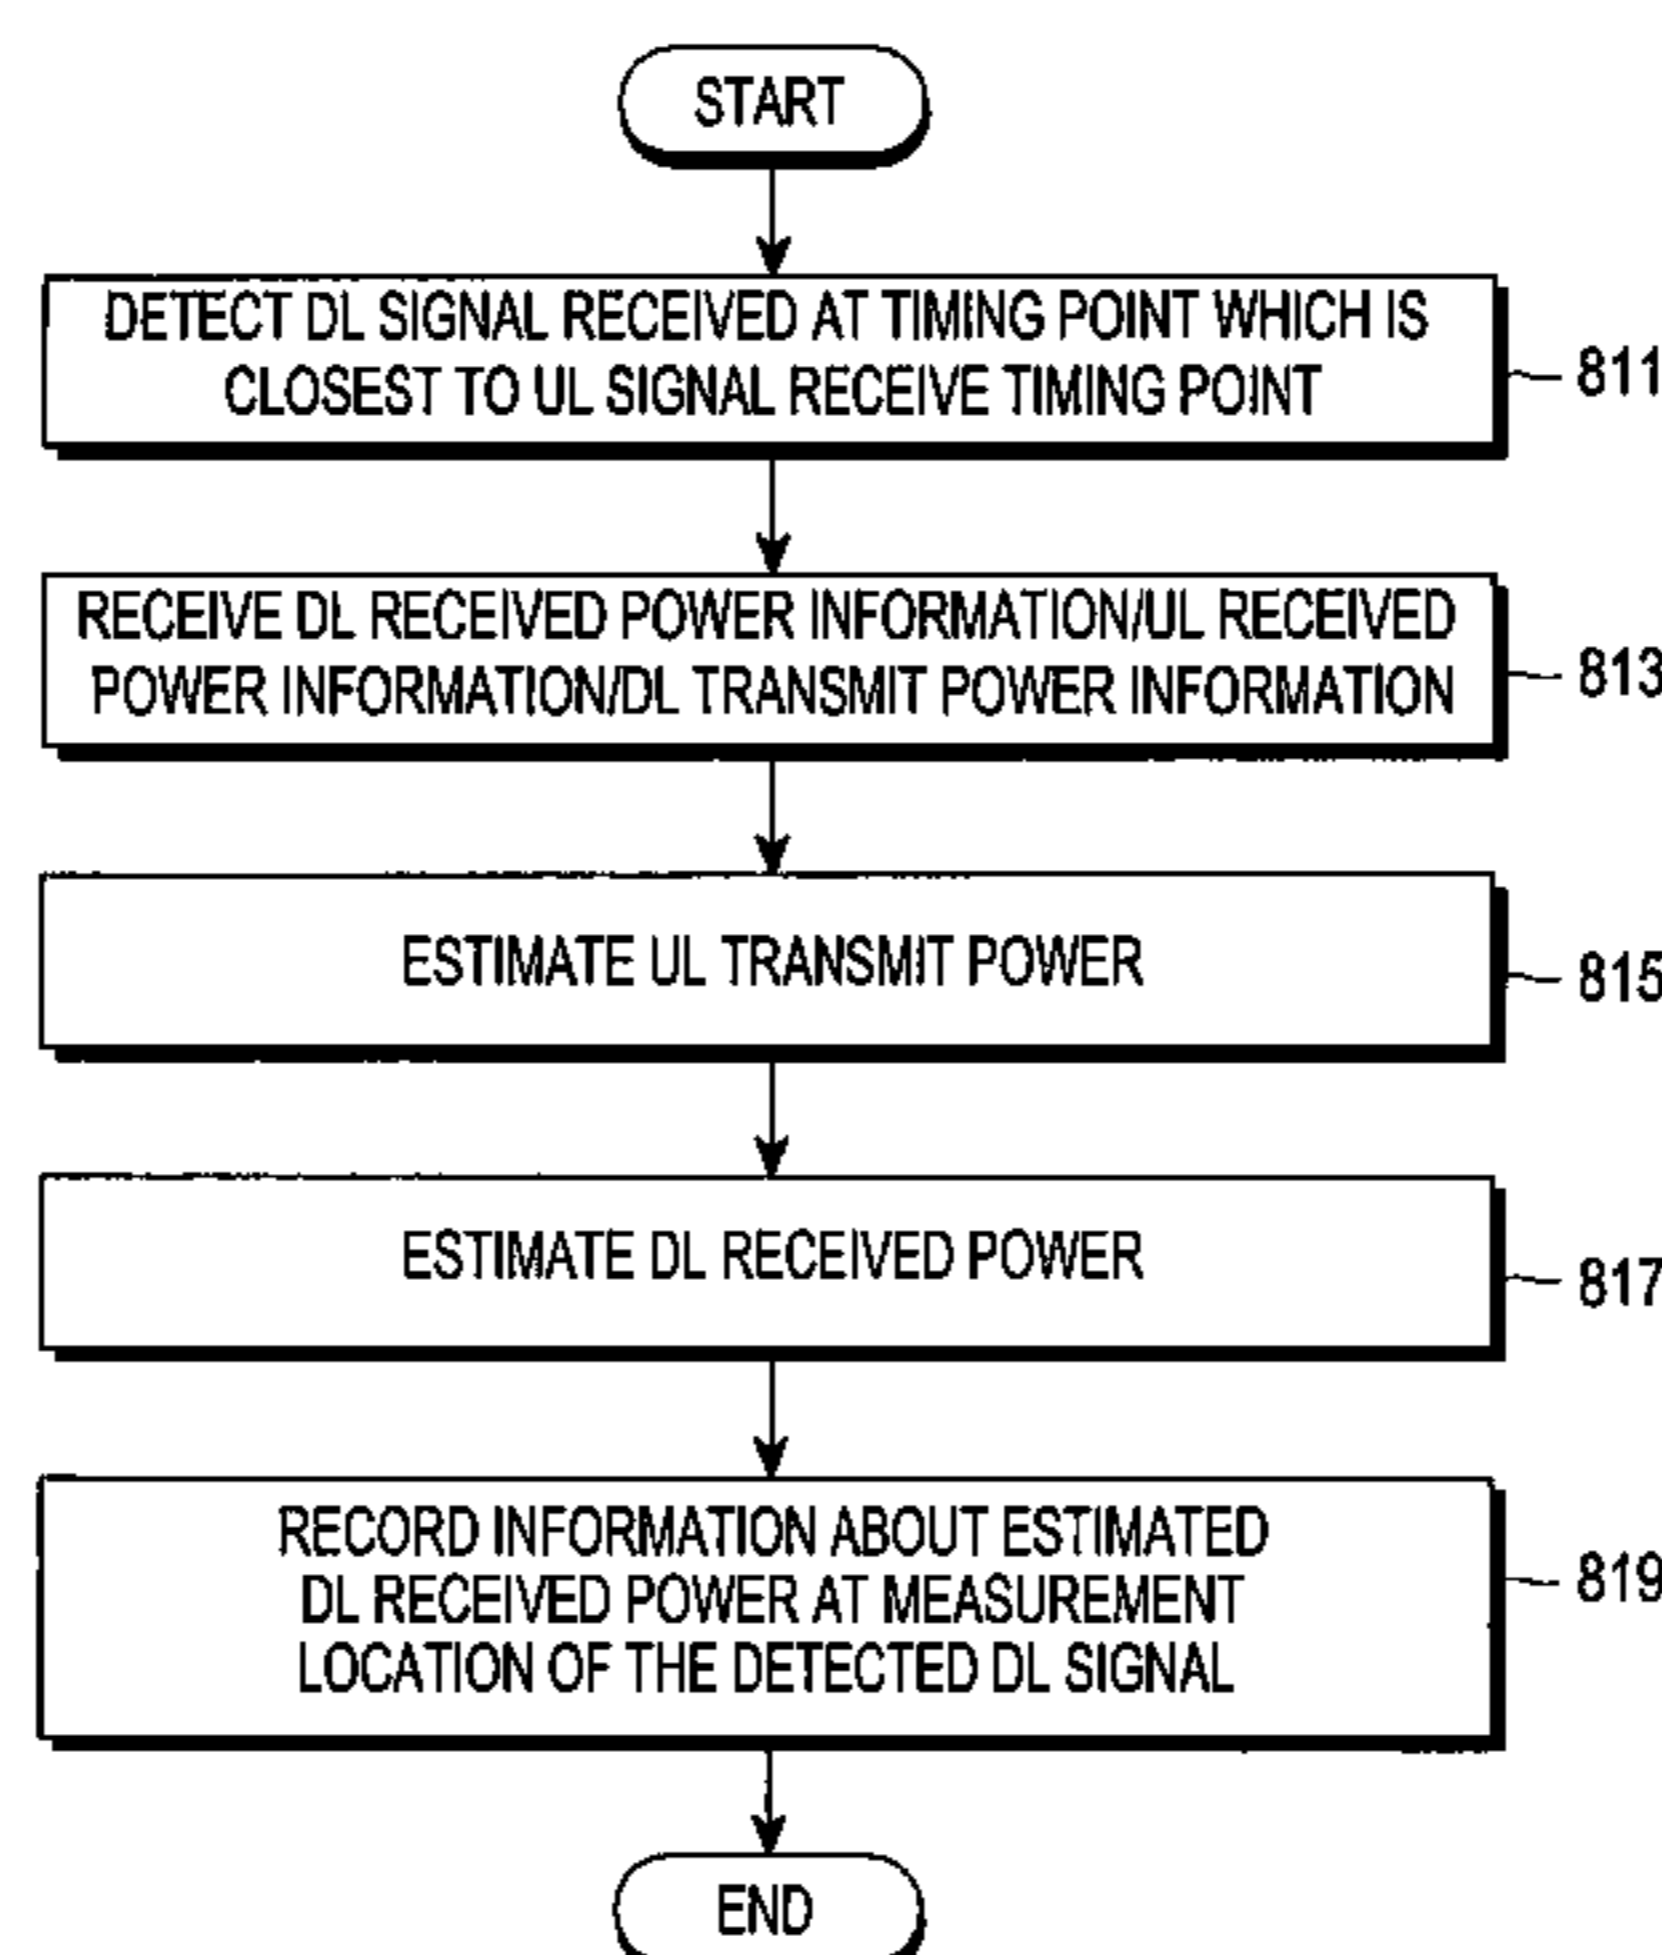 START
DETECT DL SIGNAL RECEIVED AT TIMING POINT WHICH IS
CLOSEST TO UL SIGNAL RECEIVE TIMING POINT
811
RECEIVE DL RECEIVED POWER INFORMATION/UL RECEIVED
POWER INFORMATION/DL TRANSMIT POWER INFORMATION
813
ESTIMATE UL TRANSMIT POWER
815
ESTIMATE DL RECEIVED POWER
817
RECORD INFORMATION ABOUT ESTIMATED
DL RECEIVED POWER AT MEASUREMENT
LOCATION OF THE DETECTED DL SIGNAL
819
END